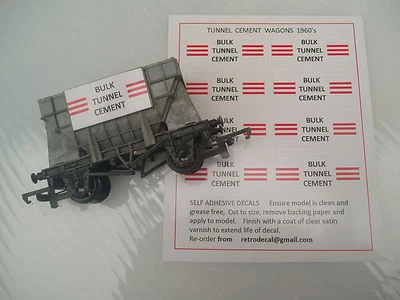 TUNNEL CEMENT WAGONS 1960's
BULK
TUNNEL
CEMENT
BULK
TUNNEL
CEMENT
BULK
TUNNEL
CEMENT
BULK
TUNNEL
CEMENT
BULK
TUNNEL
CEMENT
BULK
TUNNEL
CEMENT
BULK
TUNNEL
CEMENT
BULK
TUNNEL
CEMENT
BULK
TUNNEL
CEMENT
SELF ADHESIVE DECALS Ensure model is clean and
grease free, Cut to size, remove backing paper and
apply to model. Finish with a coat of clear satin
varnish to extend life of decal.
Re-order from retrodecal@gmail.com